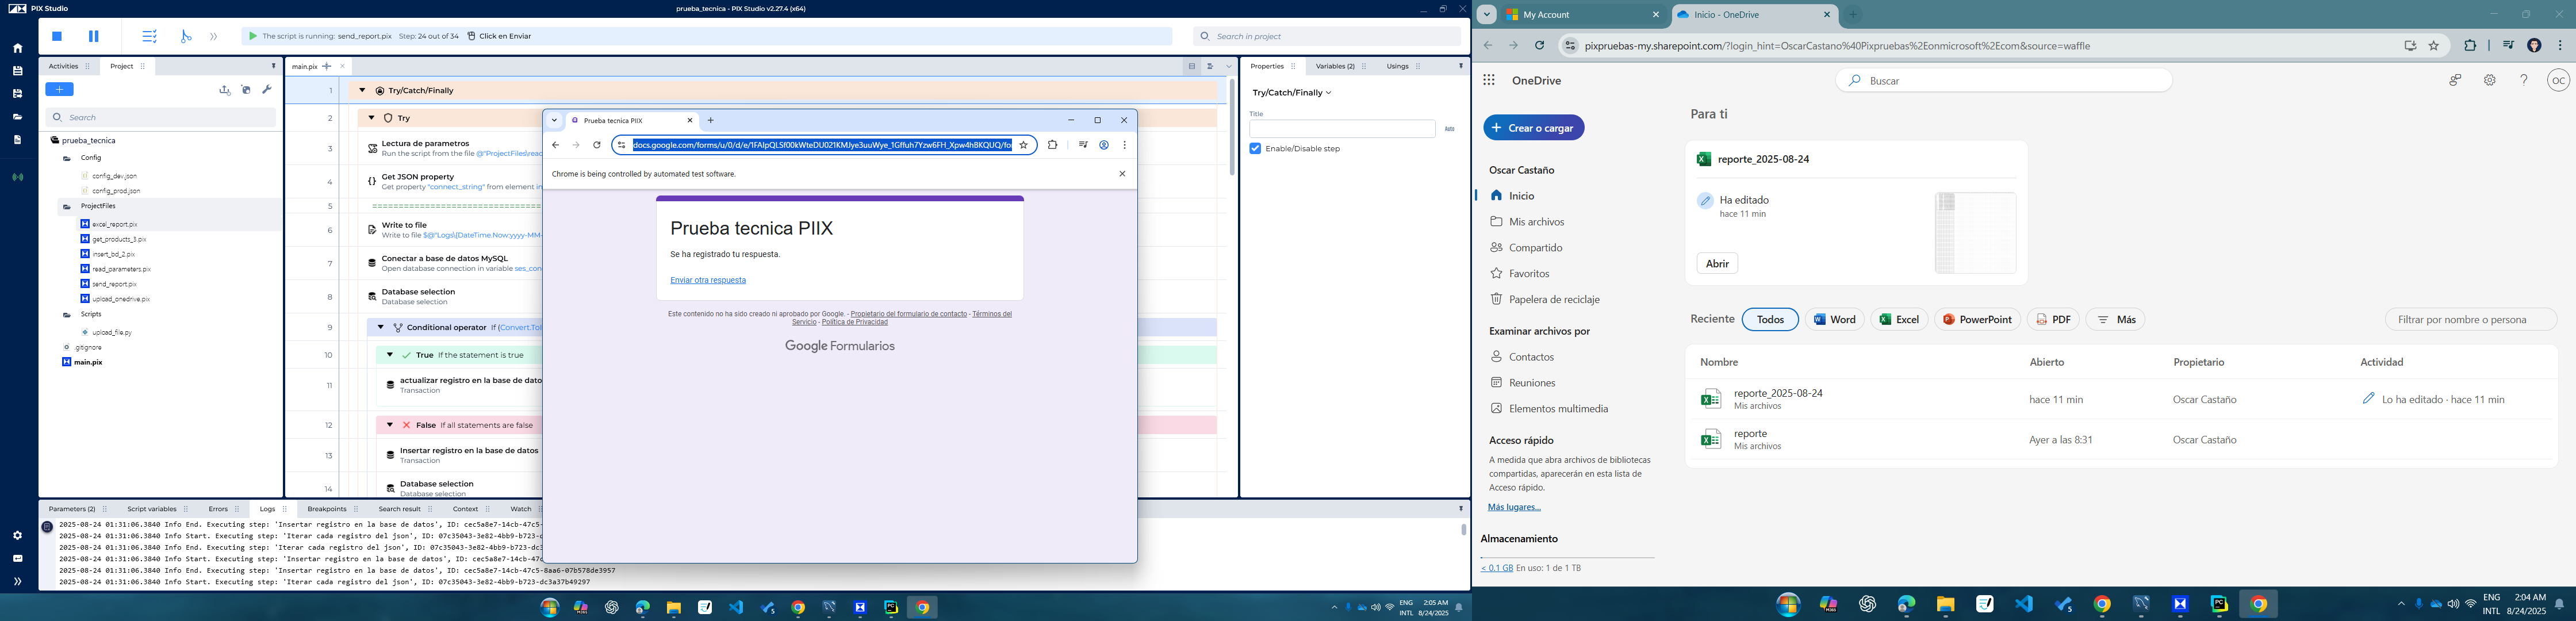 PIX Studio
prueba_tecnica - PIX Studio v2.27.4 (x64)
The script is running: send_report.pix Step: 24 out of 34 Click en Enviar
Search in project
Activities
Project
Search
prueba_tecnica
Config
config_dev.json
config_prod.json
ProjectFiles
excel_report.pix
get_products_3.pix
insert_bd_2.pix
read_parameters.pix
send_report.pix
upload_onedrive.pix
Scripts
upload_file.py
.gitignore
main.pix
main.pix
1 Try/Catch/Finally
2 Try
3 Lectura de parametros
Run the script from the file @"ProjectFiles\read
4 Get JSON property
Get property "connect_string" from element in
5 ==============================
6 Write to file
Write to file $@"Logs\{DateTime.Now:yyyy-MM-
7 Conectar a base de datos MySQL
Open database connection in variable ses_con
8 Database selection
Database selection
9 Conditional operator If (Convert.ToI
10 True If the statement is true
11 actualizar registro en la base de dato
Transaction
12 False If all statements are false
13 Insertar registro en la base de datos
Transaction
14 Database selection
Database selection
Prueba tecnica PIIX
docs.google.com/forms/u/0/d/e/
Chrome is being controlled by automated test software.
Prueba tecnica PIIX
Se ha registrado tu respuesta.
Enviar otra respuesta
Este contenido no ha sido creado ni aprobado por Google. - Propietario del formulario de contacto - Términos del
Servicio - Política de Privacidad
Google Formularios
Properties
Variables (2)
Usings
Try/Catch/Finally
Title
Auto
Enable/Disable step
Parameters (2)
Script variables
Errors
Logs
Breakpoints
Search result
Context
Watch
2025-08-24 01:31:06.3840 Info End. Executing step: 'Insertar registro en la base de datos', ID: cec5a8e7-14cb-47c5-
2025-08-24 01:31:06.3840 Info Start. Executing step: 'Iterar cada registro del json', ID: 07c35043-3e82-4bb9-b723-d
2025-08-24 01:31:06.3840 Info End. Executing step: 'Iterar cada registro del json', ID: 07c35043-3e82-4bb9-b723-dc3
2025-08-24 01:31:06.3840 Info Start. Executing step: 'Insertar registro en la base de datos', ID: cec5a8e7-14cb-47c
2025-08-24 01:31:06.3840 Info End. Executing step: 'Insertar registro en la base de datos', ID: cec5a8e7-14cb-47c5-8aa6-07b578de3957
2025-08-24 01:31:06.3840 Info Start. Executing step: 'Iterar cada registro del json', ID: 07c35043-3e82-4bb9-b723-dc3a37b49297
ENG
INTL
2:05 AM
8/24/2025
My Account
Inicio - OneDrive
pixpruebas-my.sharepoint.com/?login_hint=OscarCastano%40Pixpruebas%2Eonmicrosoft%2Ecom&source=waffle
OneDrive
Buscar
OC
Crear o cargar
Oscar Castaño
Inicio
Mis archivos
Compartido
Favoritos
Papelera de reciclaje
Examinar archivos por
Contactos
Reuniones
Elementos multimedia
Acceso rápido
A medida que abra archivos de bibliotecas
compartidas, aparecerán en esta lista de
Acceso rápido.
Más lugares...
Almacenamiento
< 0.1 GB En uso: 1 de 1 TB
Para ti
reporte_2025-08-24
Ha editado
hace 11 min
Abrir
Reciente
Todos
Word
Excel
PowerPoint
PDF
Más
Filtrar por nombre o persona
Nombre Abierto Propietario Actividad
reporte_2025-08-24 hace 11 min Oscar Castaño Lo ha editado · hace 11 min
Mis archivos
reporte Ayer a las 8:31 Oscar Castaño
Mis archivos
ENG
INTL
2:04 AM
8/24/2025